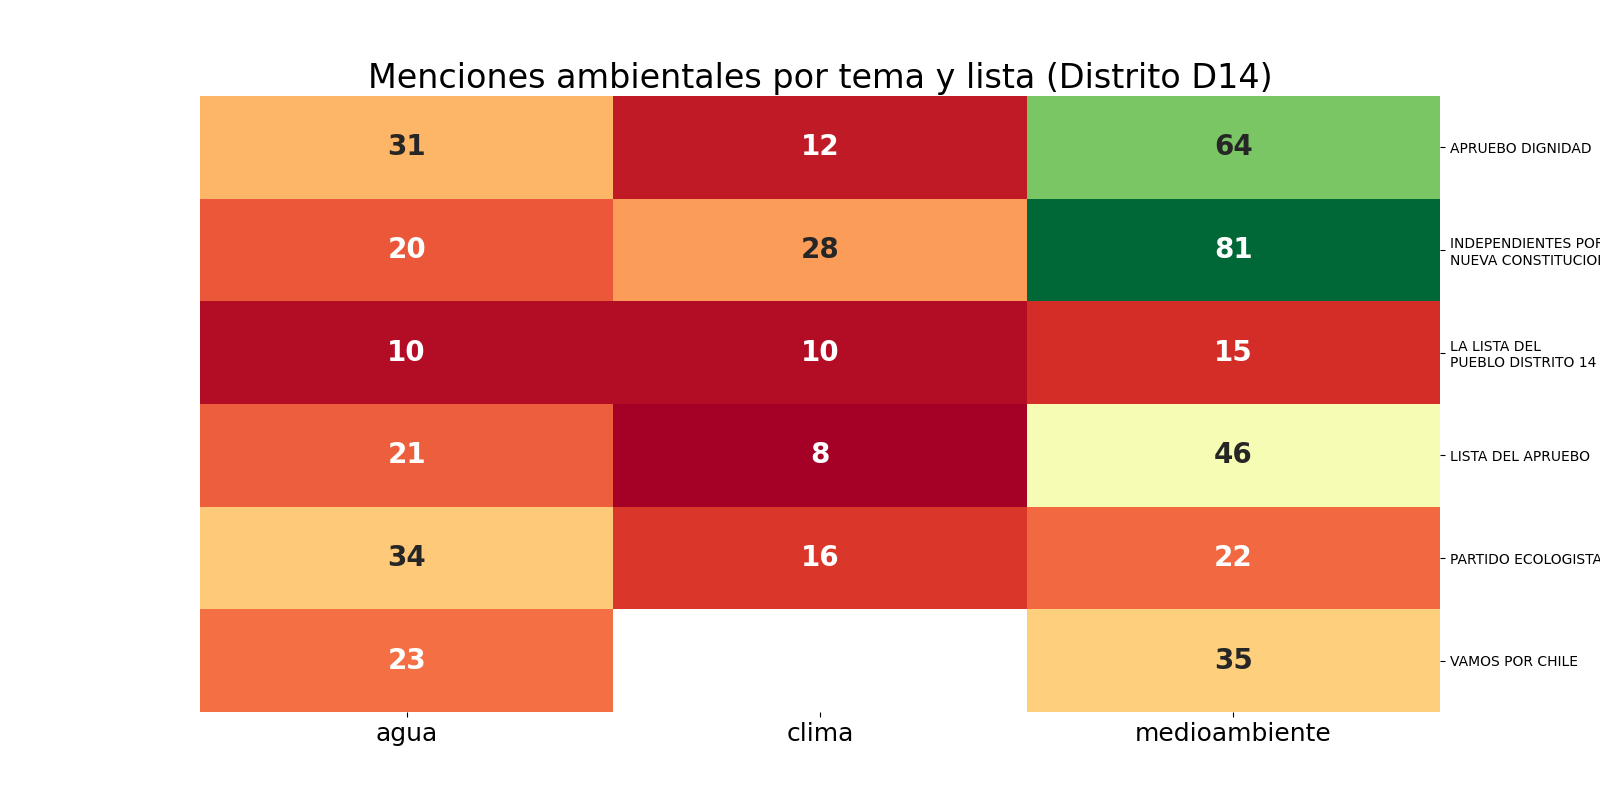 Menciones ambientales por tema y lista (Distrito D14)
31 12 64 APRUEBO DIGNIDAD
20 28 81 INDEPENDIENTES
NUEVA
10 10 15 LA LISTA DEL
PUEBLO DISTRITO 14
21 8 46 LISTA DEL APRUEBO
34 16 22 PARTIDO ECOLOGISTA
23 35 VAMOS POR CHILE
agua clima medioambiente